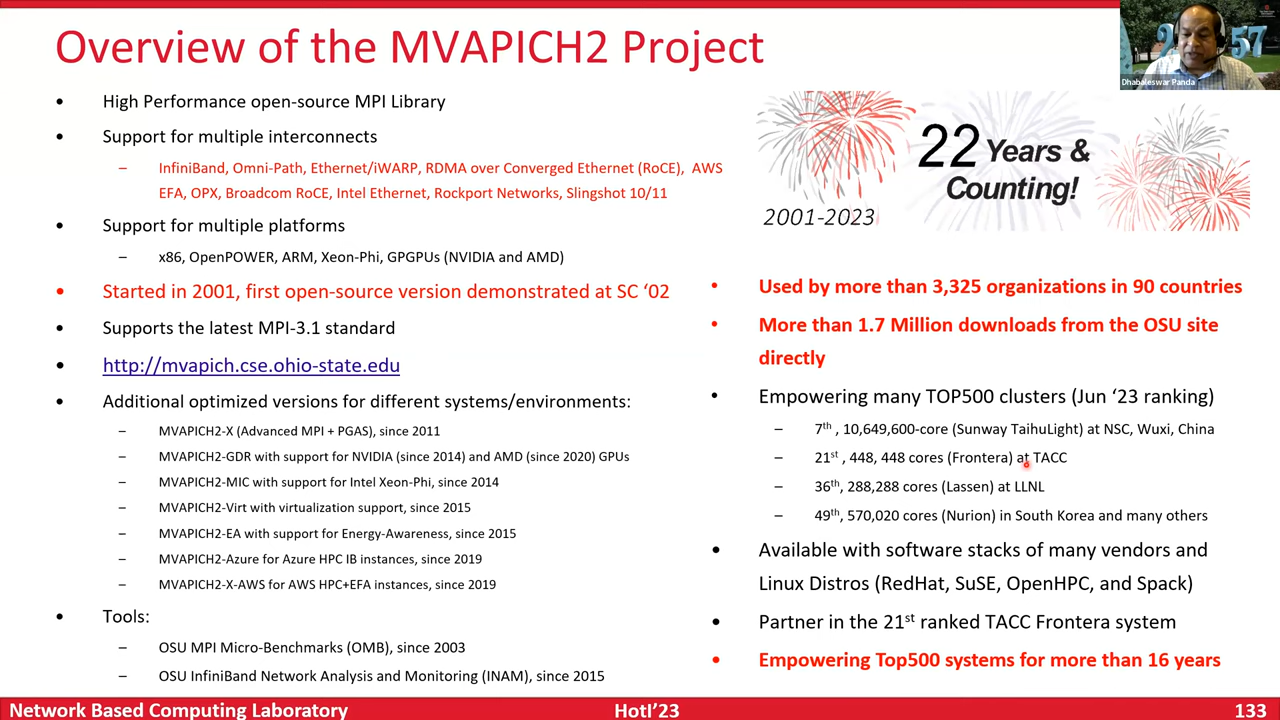 Overview of the MVAPICH2 Project
Dhabaleswar Panda
• High Performance open-source MPI Library
• Support for multiple interconnects
– InfiniBand, Omni-Path, Ethernet/iWARP, RDMA over Converged Ethernet (RoCE), AWS
EFA, OPX, Broadcom RoCE, Intel Ethernet, Rockport Networks, Slingshot 10/11
• Support for multiple platforms
– x86, OpenPOWER, ARM, Xeon-Phi, GPGPUs (NVIDIA and AMD)
• Started in 2001, first open-source version demonstrated at SC ‘02
• Supports the latest MPI-3.1 standard
• http://mvapich.cse.ohio-state.edu
• Additional optimized versions for different systems/environments:
– MVAPICH2-X (Advanced MPI + PGAS), since 2011
– MVAPICH2-GDR with support for NVIDIA (since 2014) and AMD (since 2020) GPUs
– MVAPICH2-MIC with support for Intel Xeon-Phi, since 2014
– MVAPICH2-Virt with virtualization support, since 2015
– MVAPICH2-EA with support for Energy-Awareness, since 2015
– MVAPICH2-Azure for Azure HPC IB instances, since 2019
– MVAPICH2-X-AWS for AWS HPC+EFA instances, since 2019
• Tools:
– OSU MPI Micro-Benchmarks (OMB), since 2003
– OSU InfiniBand Network Analysis and Monitoring (INAM), since 2015
22 Years &
Counting!
2001-2023
• Used by more than 3,325 organizations in 90 countries
• More than 1.7 Million downloads from the OSU site
directly
• Empowering many TOP500 clusters (Jun ‘23 ranking)
– 7th , 10,649,600-core (Sunway TaihuLight) at NSC, Wuxi, China
– 21st , 448, 448 cores (Frontera) at TACC
– 36th, 288,288 cores (Lassen) at LLNL
– 49th, 570,020 cores (Nurion) in South Korea and many others
• Available with software stacks of many vendors and
Linux Distros (RedHat, SuSE, OpenHPC, and Spack)
• Partner in the 21st ranked TACC Frontera system
• Empowering Top500 systems for more than 16 years
Network Based Computing Laboratory
HotI’23
133